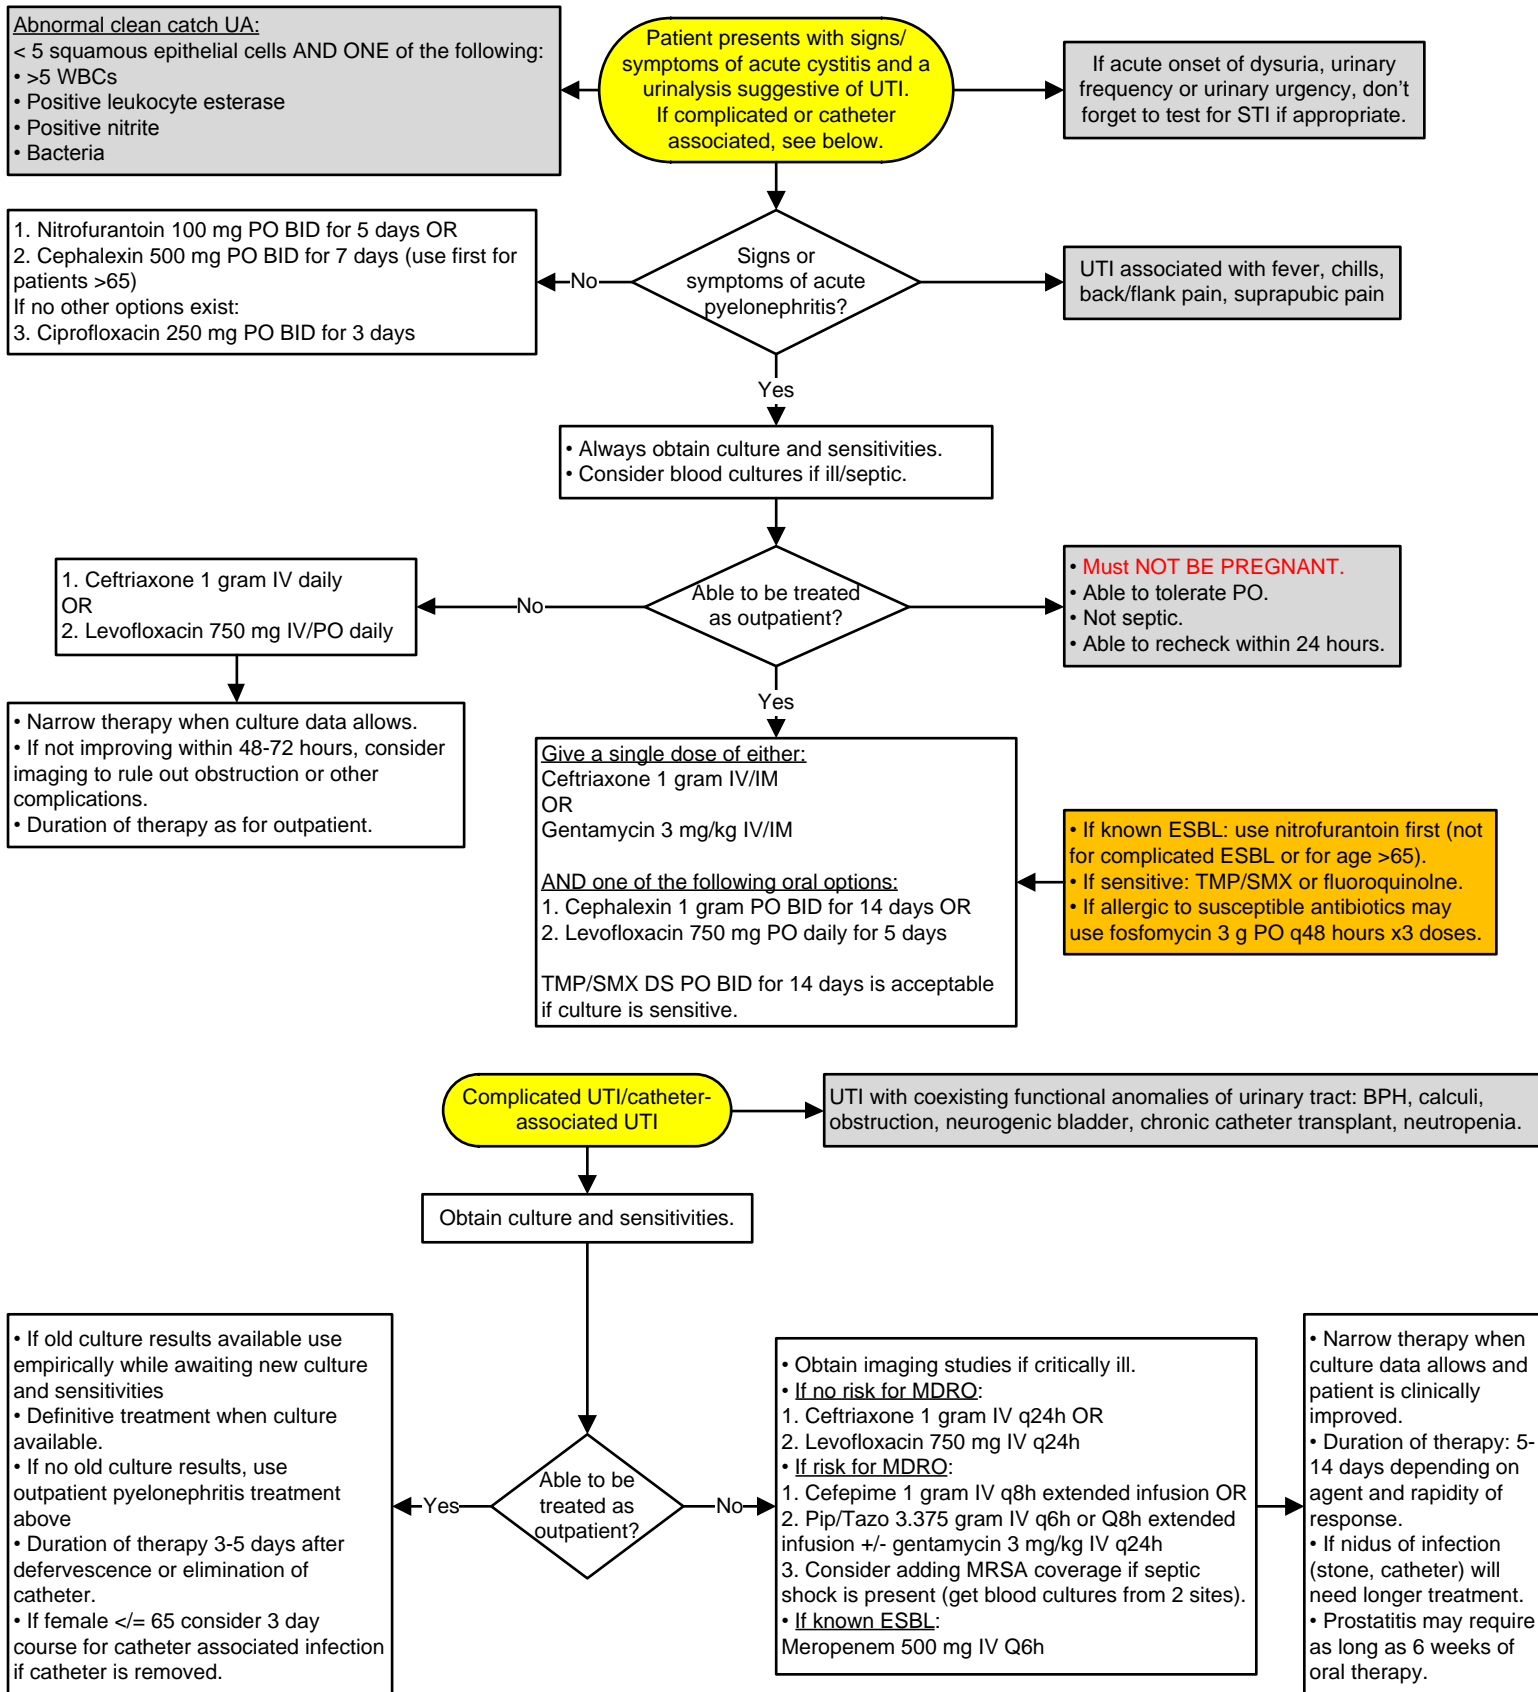 Abnormal clean catch UA:
< 5 squamous epithelial cells AND ONE of the following:
• >5 WBCs
• Positive leukocyte esterase
• Positive nitrite
• Bacteria
Patient presents with signs/
symptoms of acute cystitis and a
urinalysis suggestive of UTI.
If complicated or catheter
associated, see below.
If acute onset of dysuria, urinary
frequency or urinary urgency, don't
forget to test for STI if appropriate.
1. Nitrofurantoin 100 mg PO BID for 5 days OR
2. Cephalexin 500 mg PO BID for 7 days (use first for
patients >65)
If no other options exist:
3. Ciprofloxacin 250 mg PO BID for 3 days
No
Signs or
symptoms of acute
pyelonephritis?
UTI associated with fever, chills,
back/flank pain, suprapubic pain
Yes
• Always obtain culture and sensitivities.
• Consider blood cultures if ill/septic.
1. Ceftriaxone 1 gram IV daily
OR
2. Levofloxacin 750 mg IV/PO daily
No
Able to be treated
as outpatient?
• Must NOT BE PREGNANT.
• Able to tolerate PO.
• Not septic.
• Able to recheck within 24 hours.
Yes
• Narrow therapy when culture data allows.
• If not improving within 48-72 hours, consider
imaging to rule out obstruction or other
complications.
• Duration of therapy as for outpatient.
Give a single dose of either:
Ceftriaxone 1 gram IV/IM
OR
Gentamycin 3 mg/kg IV/IM
AND one of the following oral options:
1. Cephalexin 1 gram PO BID for 14 days OR
2. Levofloxacin 750 mg PO daily for 5 days
TMP/SMX DS PO BID for 14 days is acceptable
if culture is sensitive.
• If known ESBL: use nitrofurantoin first (not
for complicated ESBL or for age >65).
• If sensitive: TMP/SMX or fluoroquinolne.
• If allergic to susceptible antibiotics may
use fosfomycin 3 g PO q48 hours x3 doses.
Complicated UTI/catheter-
associated UTI
UTI with coexisting functional anomalies of urinary tract: BPH, calculi,
obstruction, neurogenic bladder, chronic catheter transplant, neutropenia.
Obtain culture and sensitivities.
• If old culture results available use
empirically while awaiting new culture
and sensitivities
• Definitive treatment when culture
available.
• If no old culture results, use
outpatient pyelonephritis treatment
above
• Duration of therapy 3-5 days after
defervescence or elimination of
catheter.
• If female </= 65 consider 3 day
course for catheter associated infection
if catheter is removed.
Yes
Able to be
treated as
outpatient?
No
• Obtain imaging studies if critically ill.
• If no risk for MDRO:
1. Ceftriaxone 1 gram IV q24h OR
2. Levofloxacin 750 mg IV q24h
• If risk for MDRO:
1. Cefepime 1 gram IV q8h extended infusion OR
2. Pip/Tazo 3.375 gram IV q6h or Q8h extended
infusion +/- gentamycin 3 mg/kg IV q24h
3. Consider adding MRSA coverage if septic
shock is present (get blood cultures from 2 sites).
• If known ESBL:
Meropenem 500 mg IV Q6h
• Narrow therapy when
culture data allows and
patient is clinically
improved.
• Duration of therapy: 5-
14 days depending on
agent and rapidity of
response.
• If nidus of infection
(stone, catheter) will
need longer treatment.
• Prostatitis may require
as long as 6 weeks of
oral therapy.